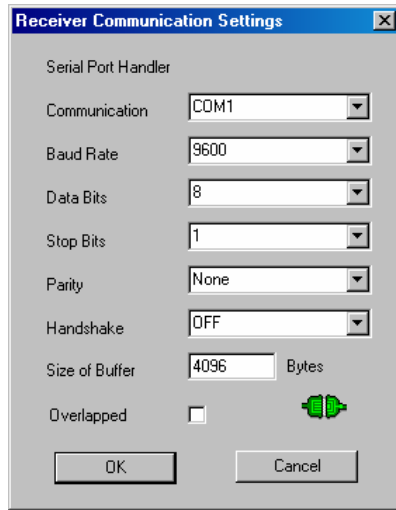 Receiver Communication Settings
Serial Port Handler
Communication COM1
Baud Rate 9600
Data Bits 8
Stop Bits 1
Parity None
Handshake OFF
Size of Buffer 4096 Bytes
Overlapped
OK Cancel